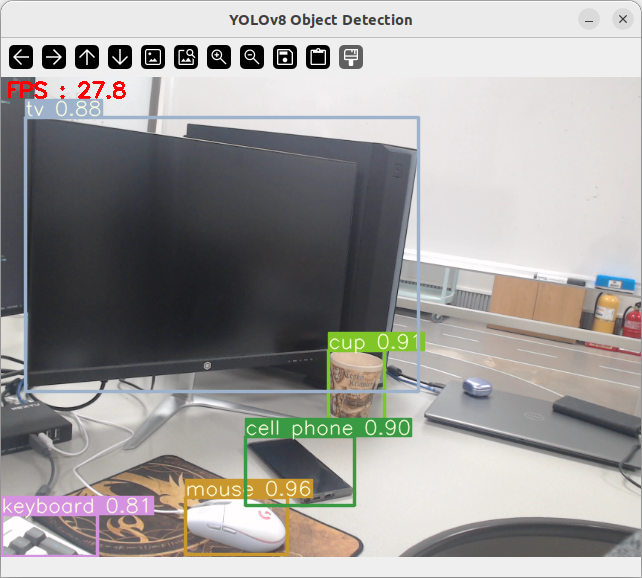 YOLOv8 Object Detection
FPS : 27.8
tv 0.88
cup 0.91
cell phone 0.90
mouse 0.96
keyboard 0.81